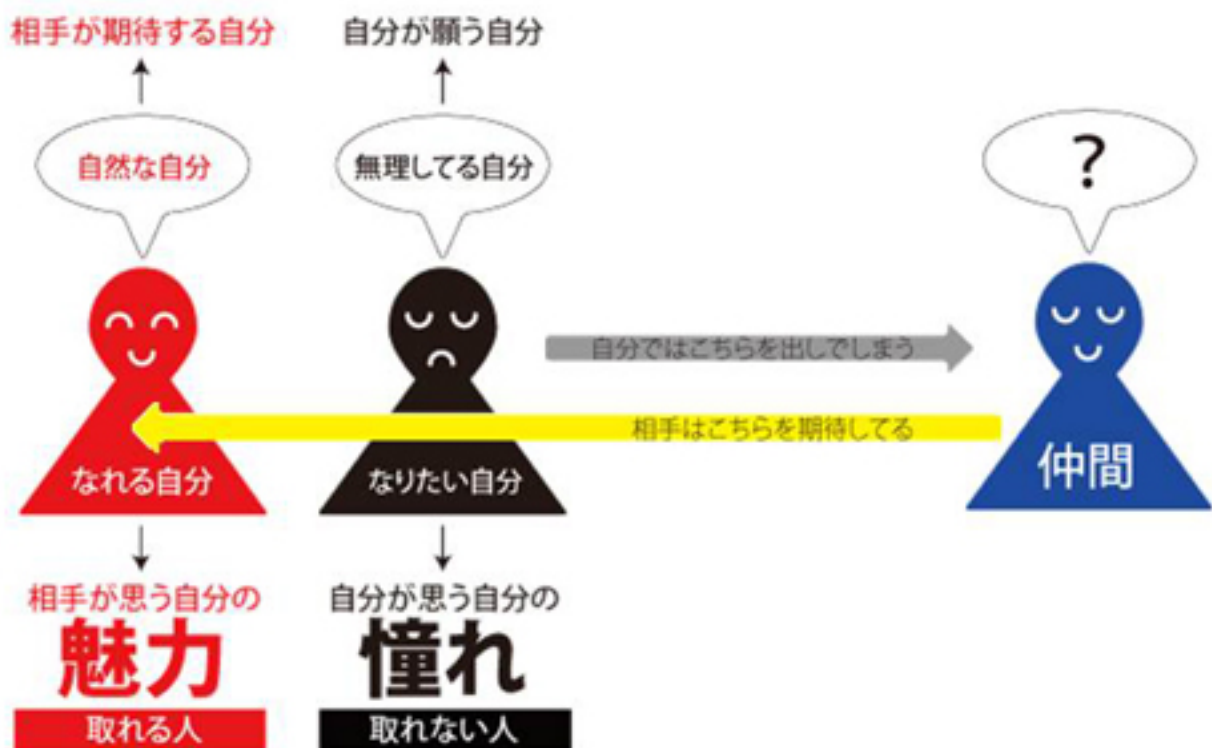 相手が期待する自分
自分が願う自分
自然な自分
無理してる自分
?
自分ではこちらを出しでしまう
相手はこちらを期待してる
なれる自分
なりたい自分
仲間
相手が思う自分の
魅力
取れる人
自分が思う自分の
憧れ
取れない人